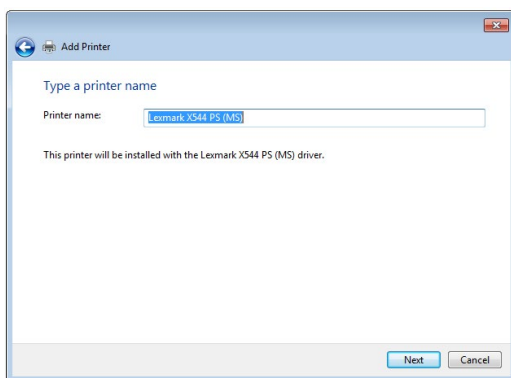 Add Printer
Type a printer name
Printer name: Lexmark X544 PS (MS)
This printer will be installed with the Lexmark X544 PS (MS) driver.
Next Cancel